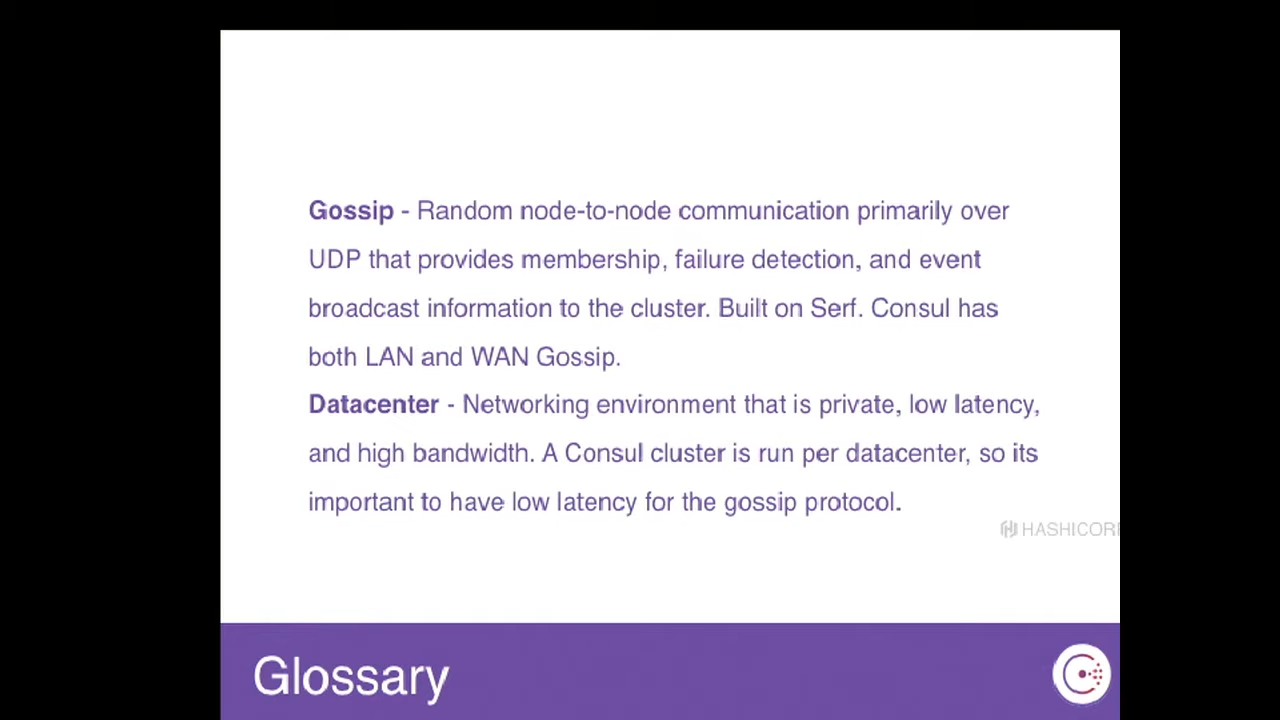 Gossip - Random node-to-node communication primarily over
UDP that provides membership, failure detection, and event
broadcast information to the cluster. Built on Serf. Consul has
both LAN and WAN Gossip.
Datacenter - Networking environment that is private, low latency,
and high bandwidth. A Consul cluster is run per datacenter, so its
important to have low latency for the gossip protocol.
HASHICOR
Glossary